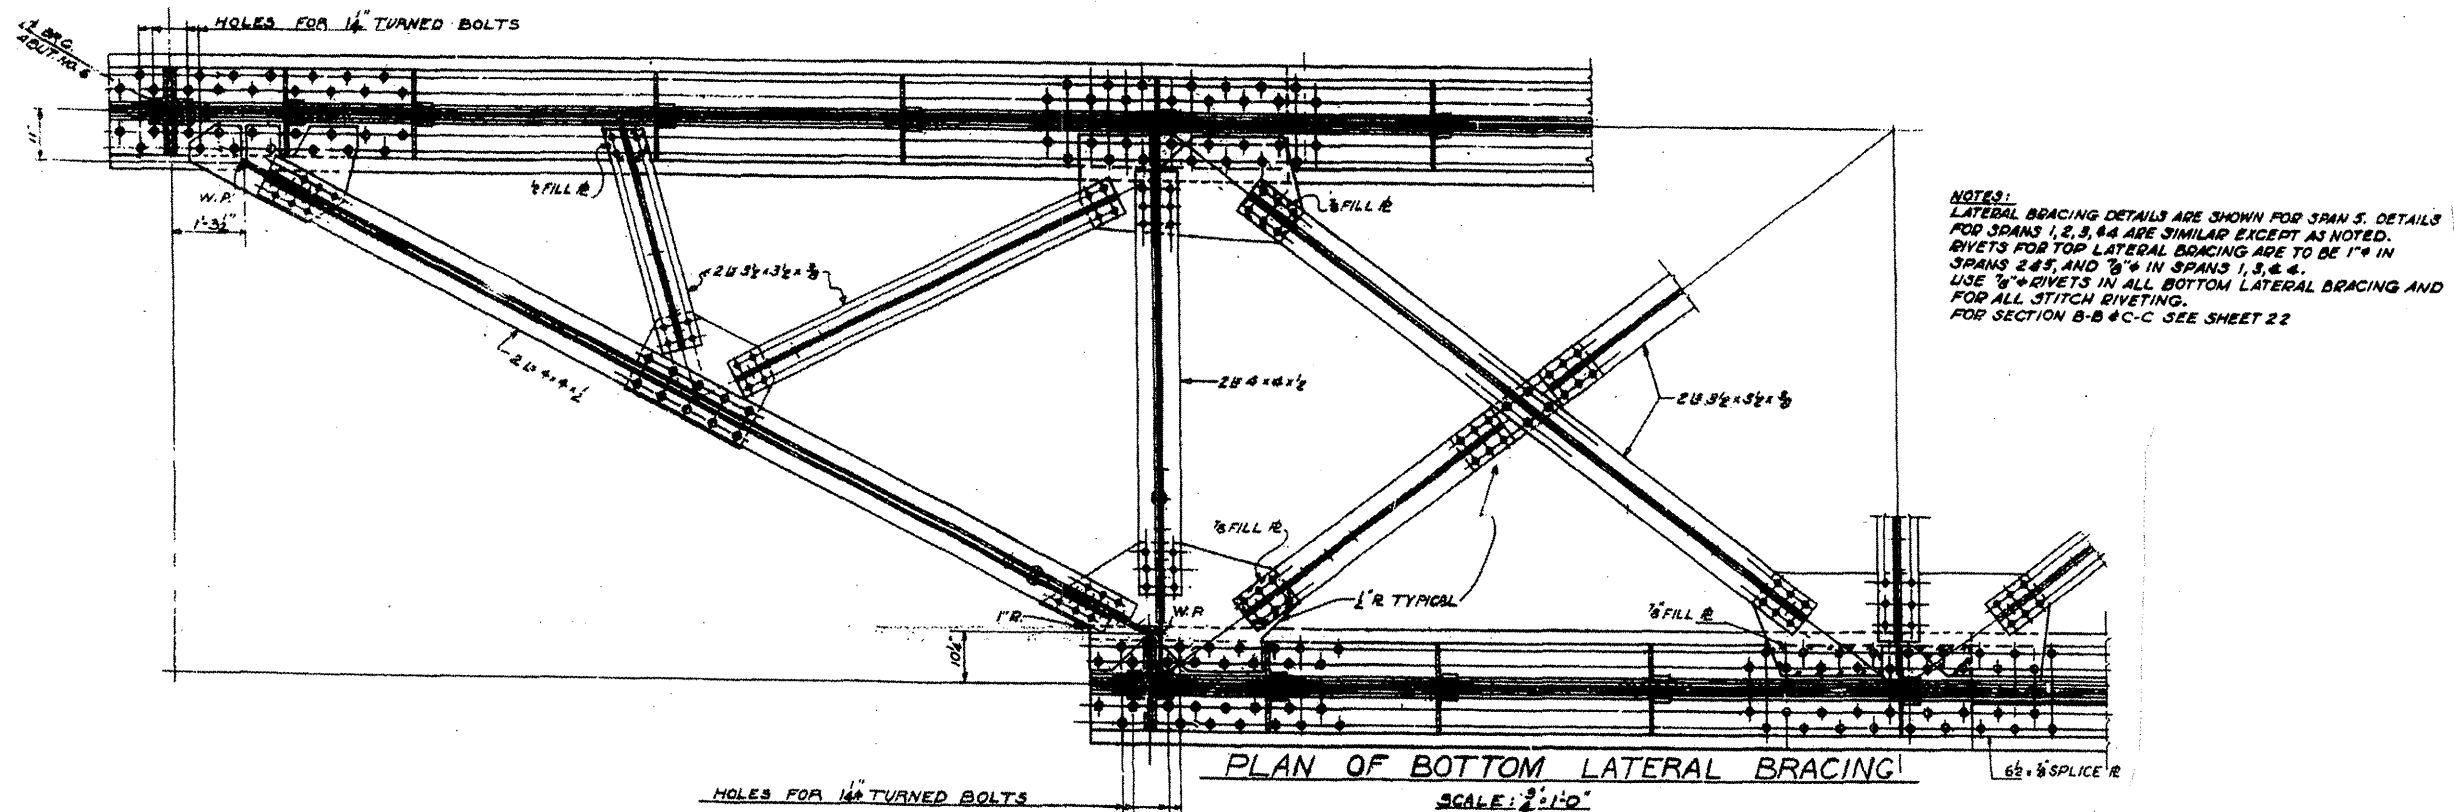 HOLES FOR 1¼" TURNED BOLTS
℄ BRG.
ABUT. NO. 6
11"
W.P.
1'-3½"
½ FILL ℞
2 Ls 3½ x 3½ x ⅜
2 Ls 4 x 4 x ½
2 Ls 4 x 4 x ½
FILL ℞
2 Ls 3½ x 3½ x ⅜
NOTES:
LATERAL BRACING DETAILS ARE SHOWN FOR SPAN 5. DETAILS
FOR SPANS 1, 2, 3, & 4 ARE SIMILAR EXCEPT AS NOTED.
RIVETS FOR TOP LATERAL BRACING ARE TO BE 1"ϕ IN
SPANS 2 & 5, AND ⅞"ϕ IN SPANS 1, 3, & 4.
USE ⅞"ϕ RIVETS IN ALL BOTTOM LATERAL BRACING AND
FOR ALL STITCH RIVETING.
FOR SECTION B-B & C-C SEE SHEET 22
⅞ FILL ℞
1" R.
W.P.
½" R TYPICAL
⅞" FILL ℞
10¼"
6½ x ⅞ SPLICE ℞
HOLES FOR 1¼" TURNED BOLTS
PLAN OF BOTTOM LATERAL BRACING
SCALE: ¾" = 1'-0"